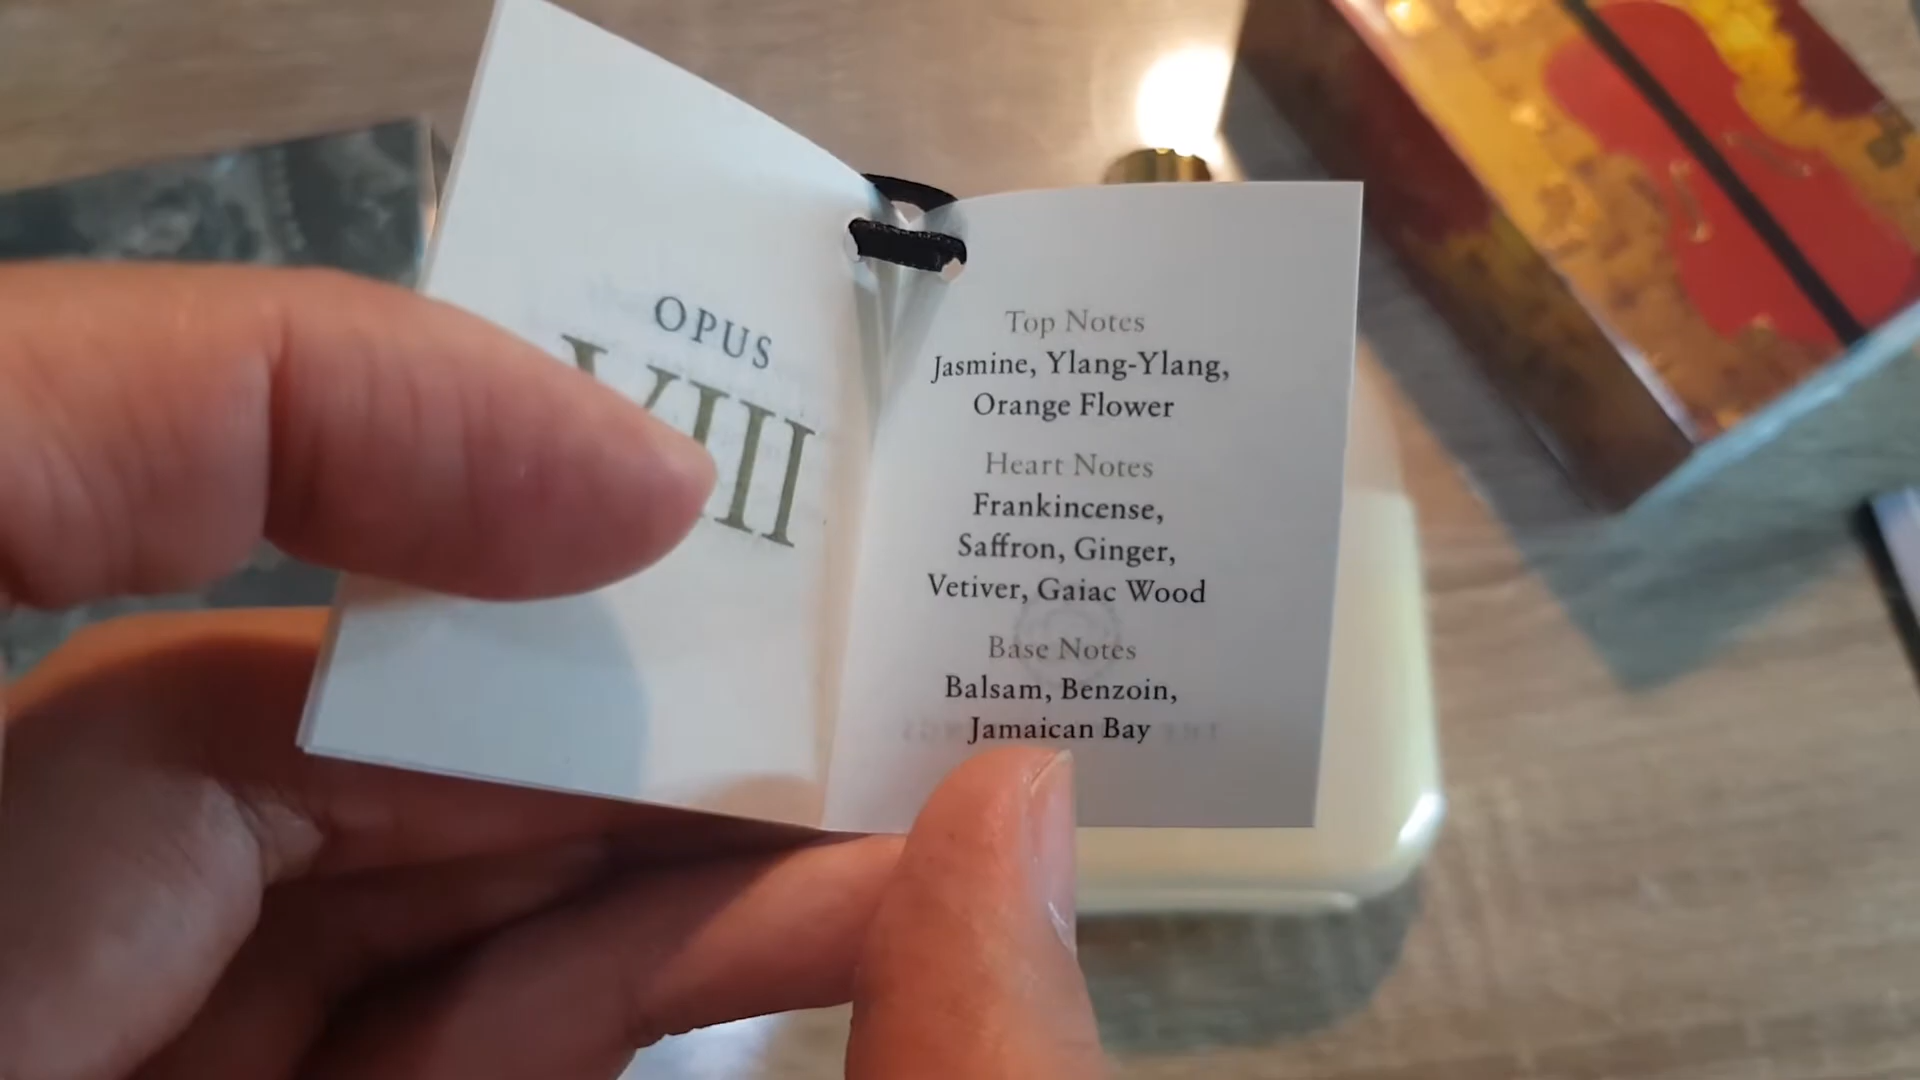 OPUS
VIII
Top Notes
Jasmine, Ylang-Ylang,
Orange Flower
Heart Notes
Frankincense,
Saffron, Ginger,
Vetiver, Gaiac Wood
Base Notes
Balsam, Benzoin,
Jamaican Bay